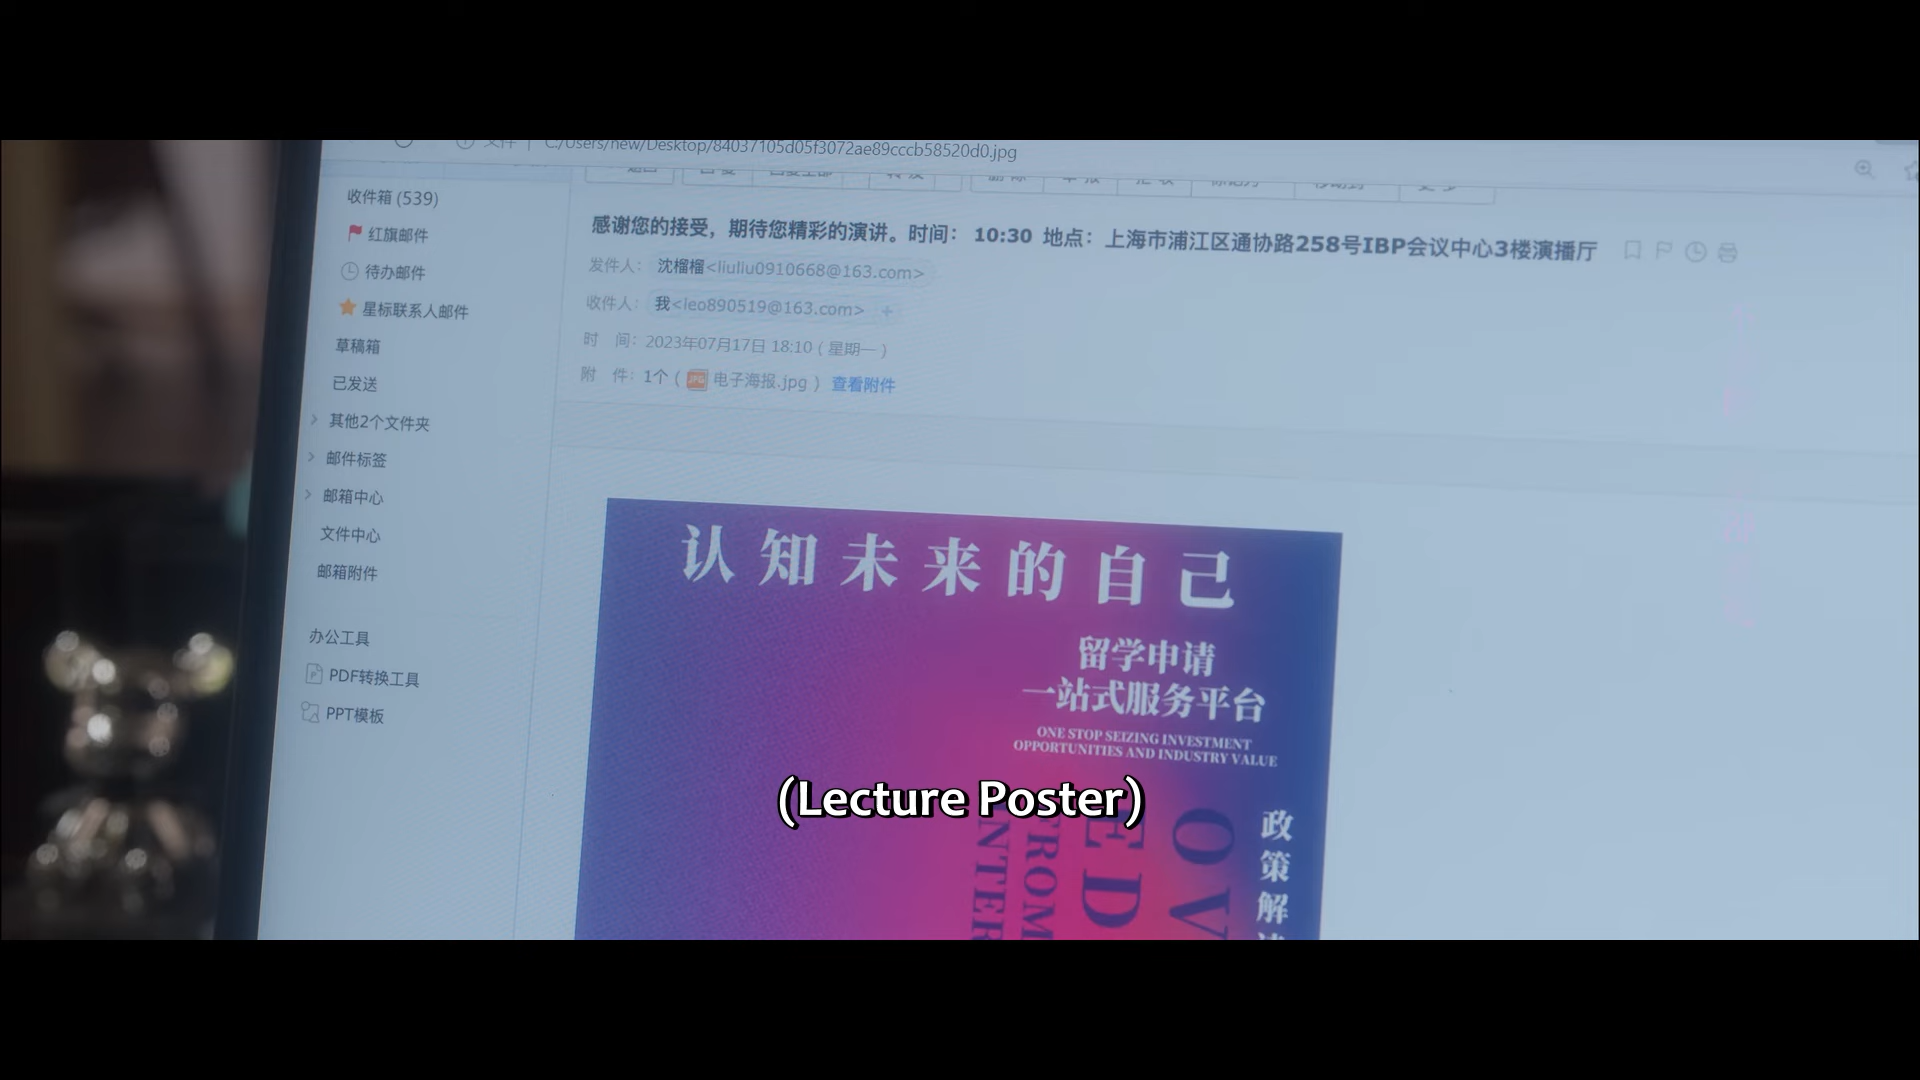 C:/Users/new/Desktop/84037105d05f3072ae89cccb58520d0.jpg
收件箱 (539)
红旗邮件
待办邮件
星标联系人邮件
草稿箱
已发送
其他2个文件夹
邮件标签
邮箱中心
文件中心
邮箱附件
办公工具
PDF转换工具
PPT模板
感谢您的接受，期待您精彩的演讲。时间： 10:30 地点：上海市浦江区通协路258号IBP会议中心3楼演播厅
发件人： 沈榴榴<liuliu0910668@163.com>
收件人： 我<leo890519@163.com> +
时 间： 2023年07月17日 18:10 ( 星期一 )
附 件： 1个 ( JPG 电子海报.jpg ) 查看附件
认知未来的自己
留学申请
一站式服务平台
ONE STOP SEIZING INVESTMENT
OPPORTUNITIES AND INDUSTRY VALUE
政策解
OV
ED
FROM
INTER
(Lecture Poster)